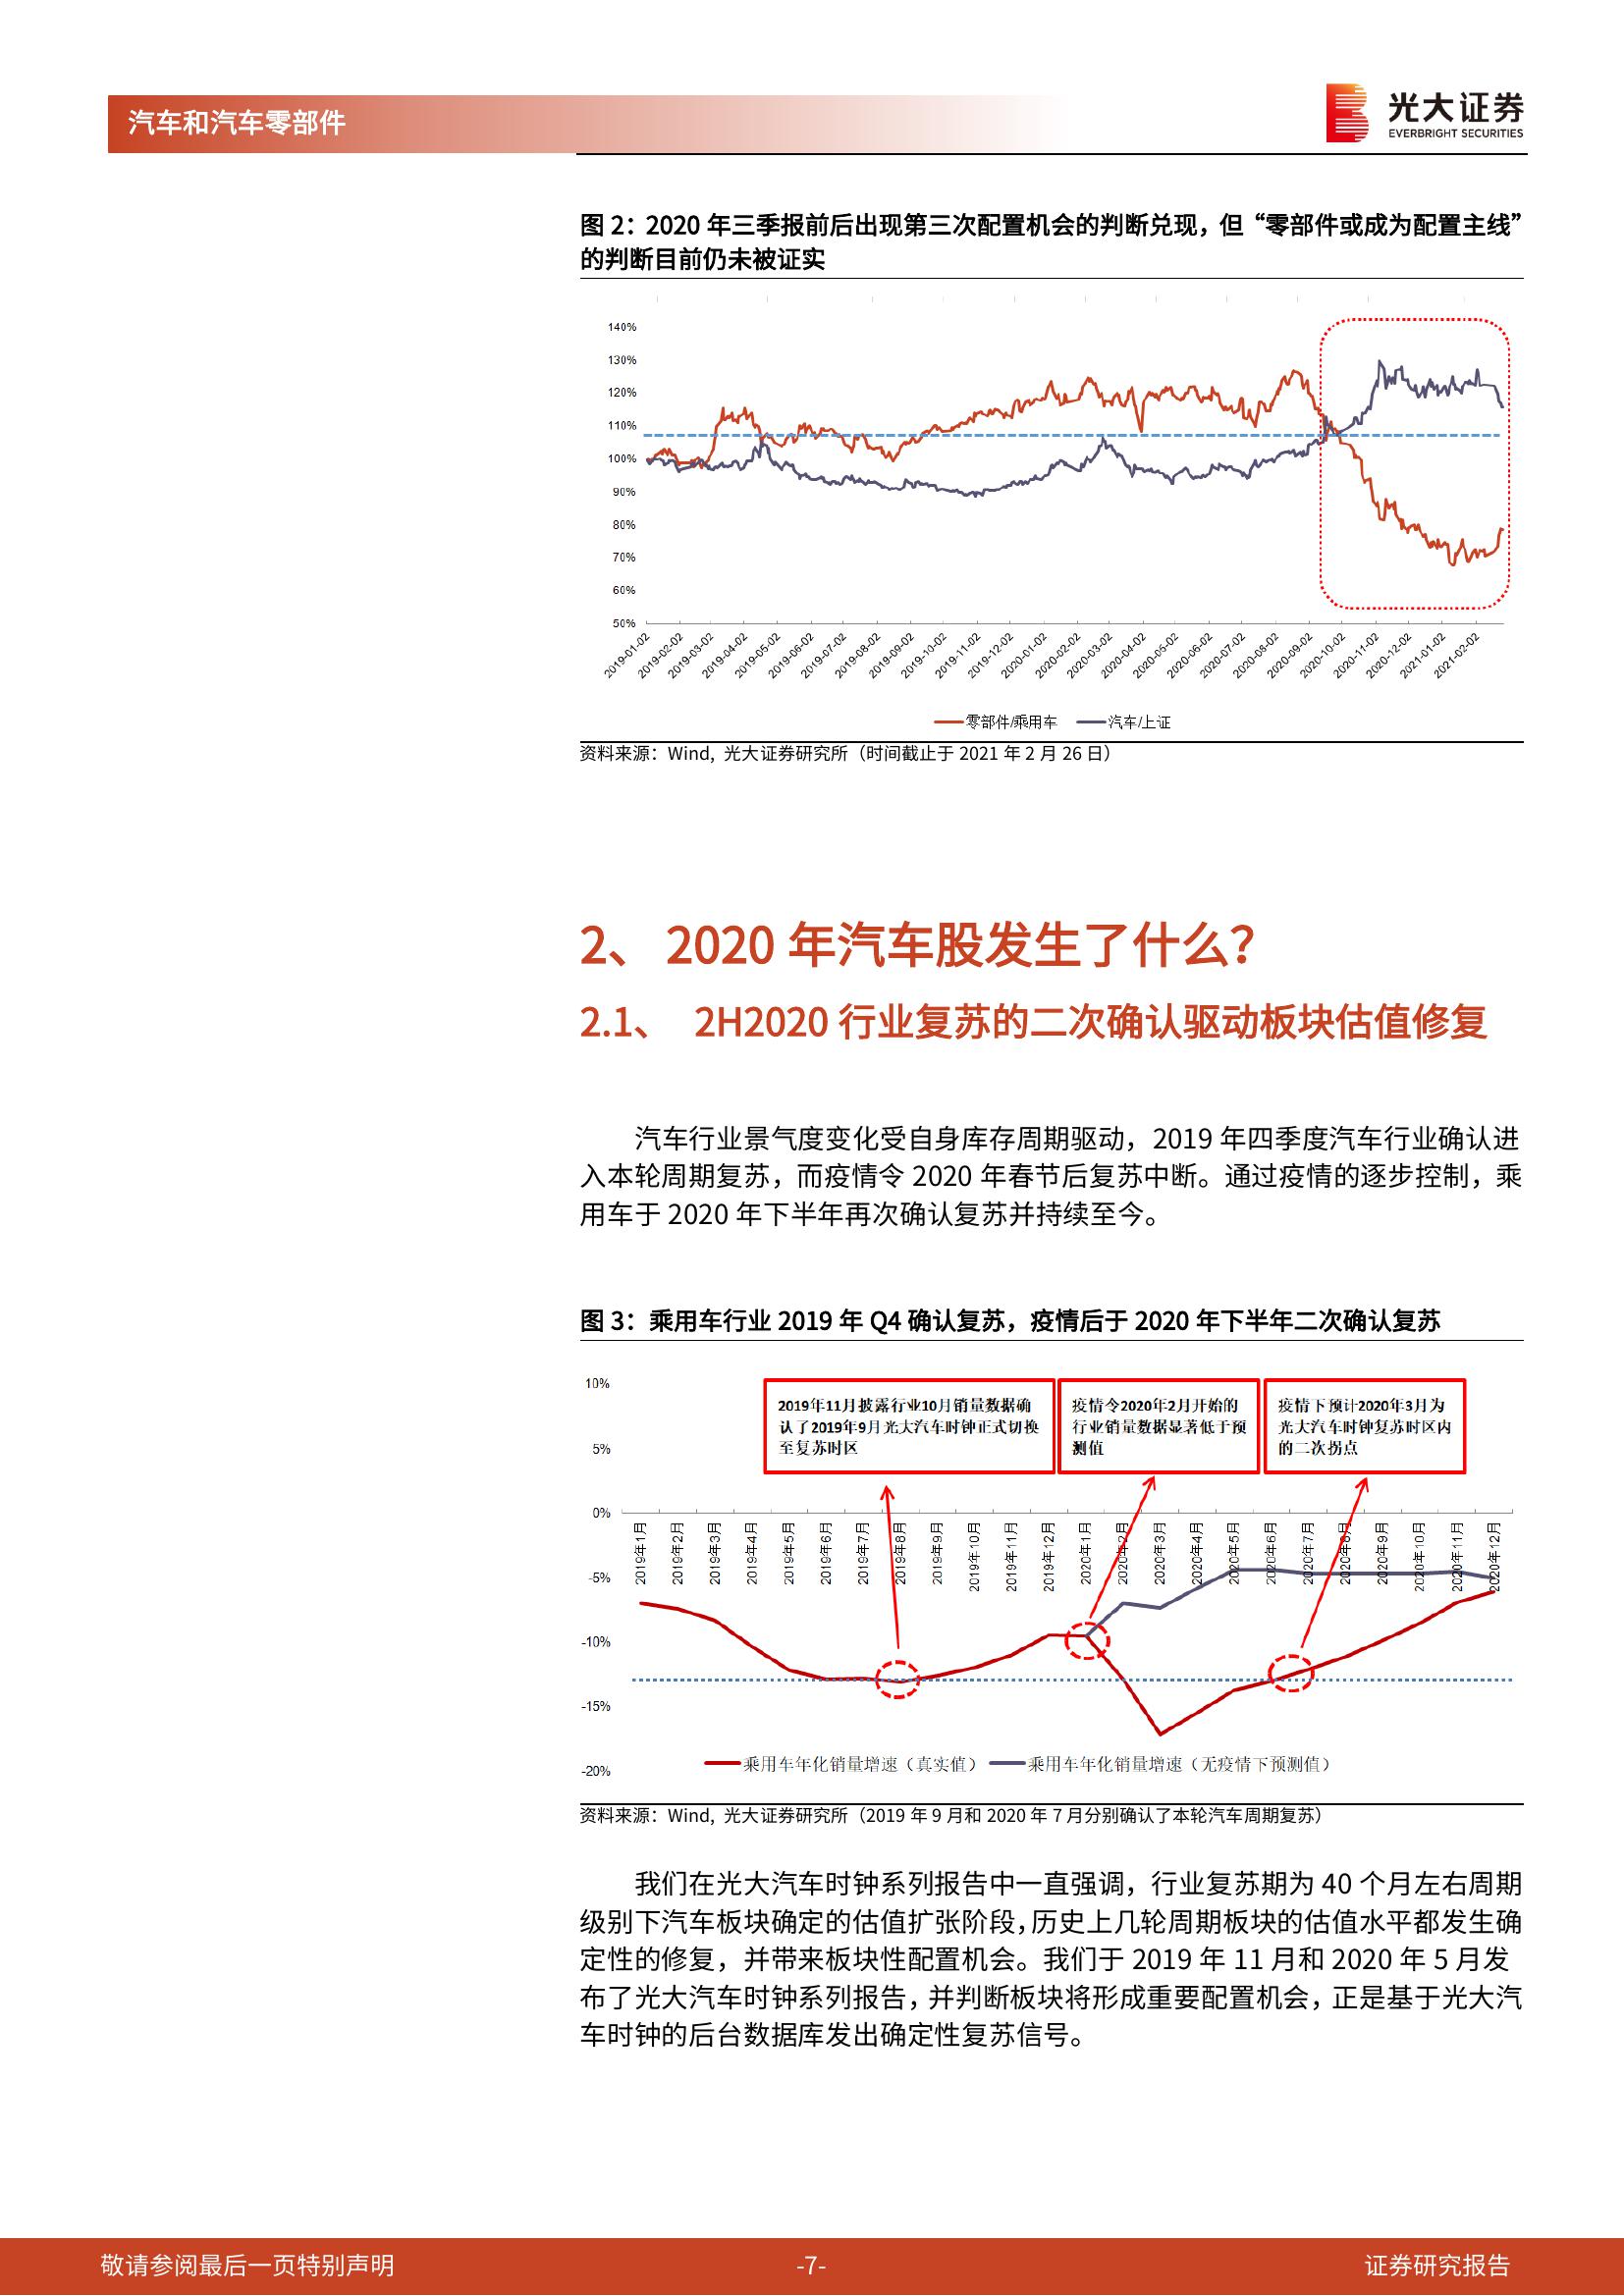 汽车和汽车零部件
光大证券
EVERBRIGHT SECURITIES
图 2：2020 年三季报前后出现第三次配置机会的判断兑现，但“零部件或成为配置主线”
的判断目前仍未被证实
140%
130%
120%
110%
100%
90%
80%
70%
60%
50%
2019-01-02
2019-02-02
2019-03-02
2019-04-02
2019-05-02
2019-06-02
2019-07-02
2019-08-02
2019-09-02
2019-10-02
2019-11-02
2019-12-02
2020-01-02
2020-02-02
2020-03-02
2020-04-02
2020-05-02
2020-06-02
2020-07-02
2020-08-02
2020-09-02
2020-10-02
2020-11-02
2020-12-02
2021-01-02
2021-02-02
零部件/乘用车 汽车/上证
资料来源：Wind, 光大证券研究所（时间截止于 2021 年 2 月 26 日）
2、 2020 年汽车股发生了什么？
2.1、 2H2020 行业复苏的二次确认驱动板块估值修复
汽车行业景气度变化受自身库存周期驱动，2019 年四季度汽车行业确认进
入本轮周期复苏，而疫情令 2020 年春节后复苏中断。通过疫情的逐步控制，乘
用车于 2020 年下半年再次确认复苏并持续至今。
图 3：乘用车行业 2019 年 Q4 确认复苏，疫情后于 2020 年下半年二次确认复苏
10%
5%
0%
-5%
-10%
-15%
-20%
2019年11月披露行业10月销量数据确
认了2019年9月光大汽车时钟正式切换
至复苏时区
疫情令2020年2月开始的
行业销量数据显著低于预
测值
疫情下预计2020年3月为
光大汽车时钟复苏时区内
的二次拐点
2019年1月
2019年2月
2019年3月
2019年4月
2019年5月
2019年6月
2019年7月
2019年8月
2019年9月
2019年10月
2019年11月
2019年12月
2020年1月
2020年2月
2020年3月
2020年4月
2020年5月
2020年6月
2020年7月
2020年8月
2020年9月
2020年10月
2020年11月
2020年12月
乘用车年化销量增速（真实值） 乘用车年化销量增速（无疫情下预测值）
资料来源：Wind, 光大证券研究所（2019 年 9 月和 2020 年 7 月分别确认了本轮汽车周期复苏）
我们在光大汽车时钟系列报告中一直强调，行业复苏期为 40 个月左右周期
级别下汽车板块确定的估值扩张阶段，历史上几轮周期板块的估值水平都发生确
定性的修复，并带来板块性配置机会。我们于 2019 年 11 月和 2020 年 5 月发
布了光大汽车时钟系列报告，并判断板块将形成重要配置机会，正是基于光大汽
车时钟的后台数据库发出确定性复苏信号。
敬请参阅最后一页特别声明
-7-
证券研究报告